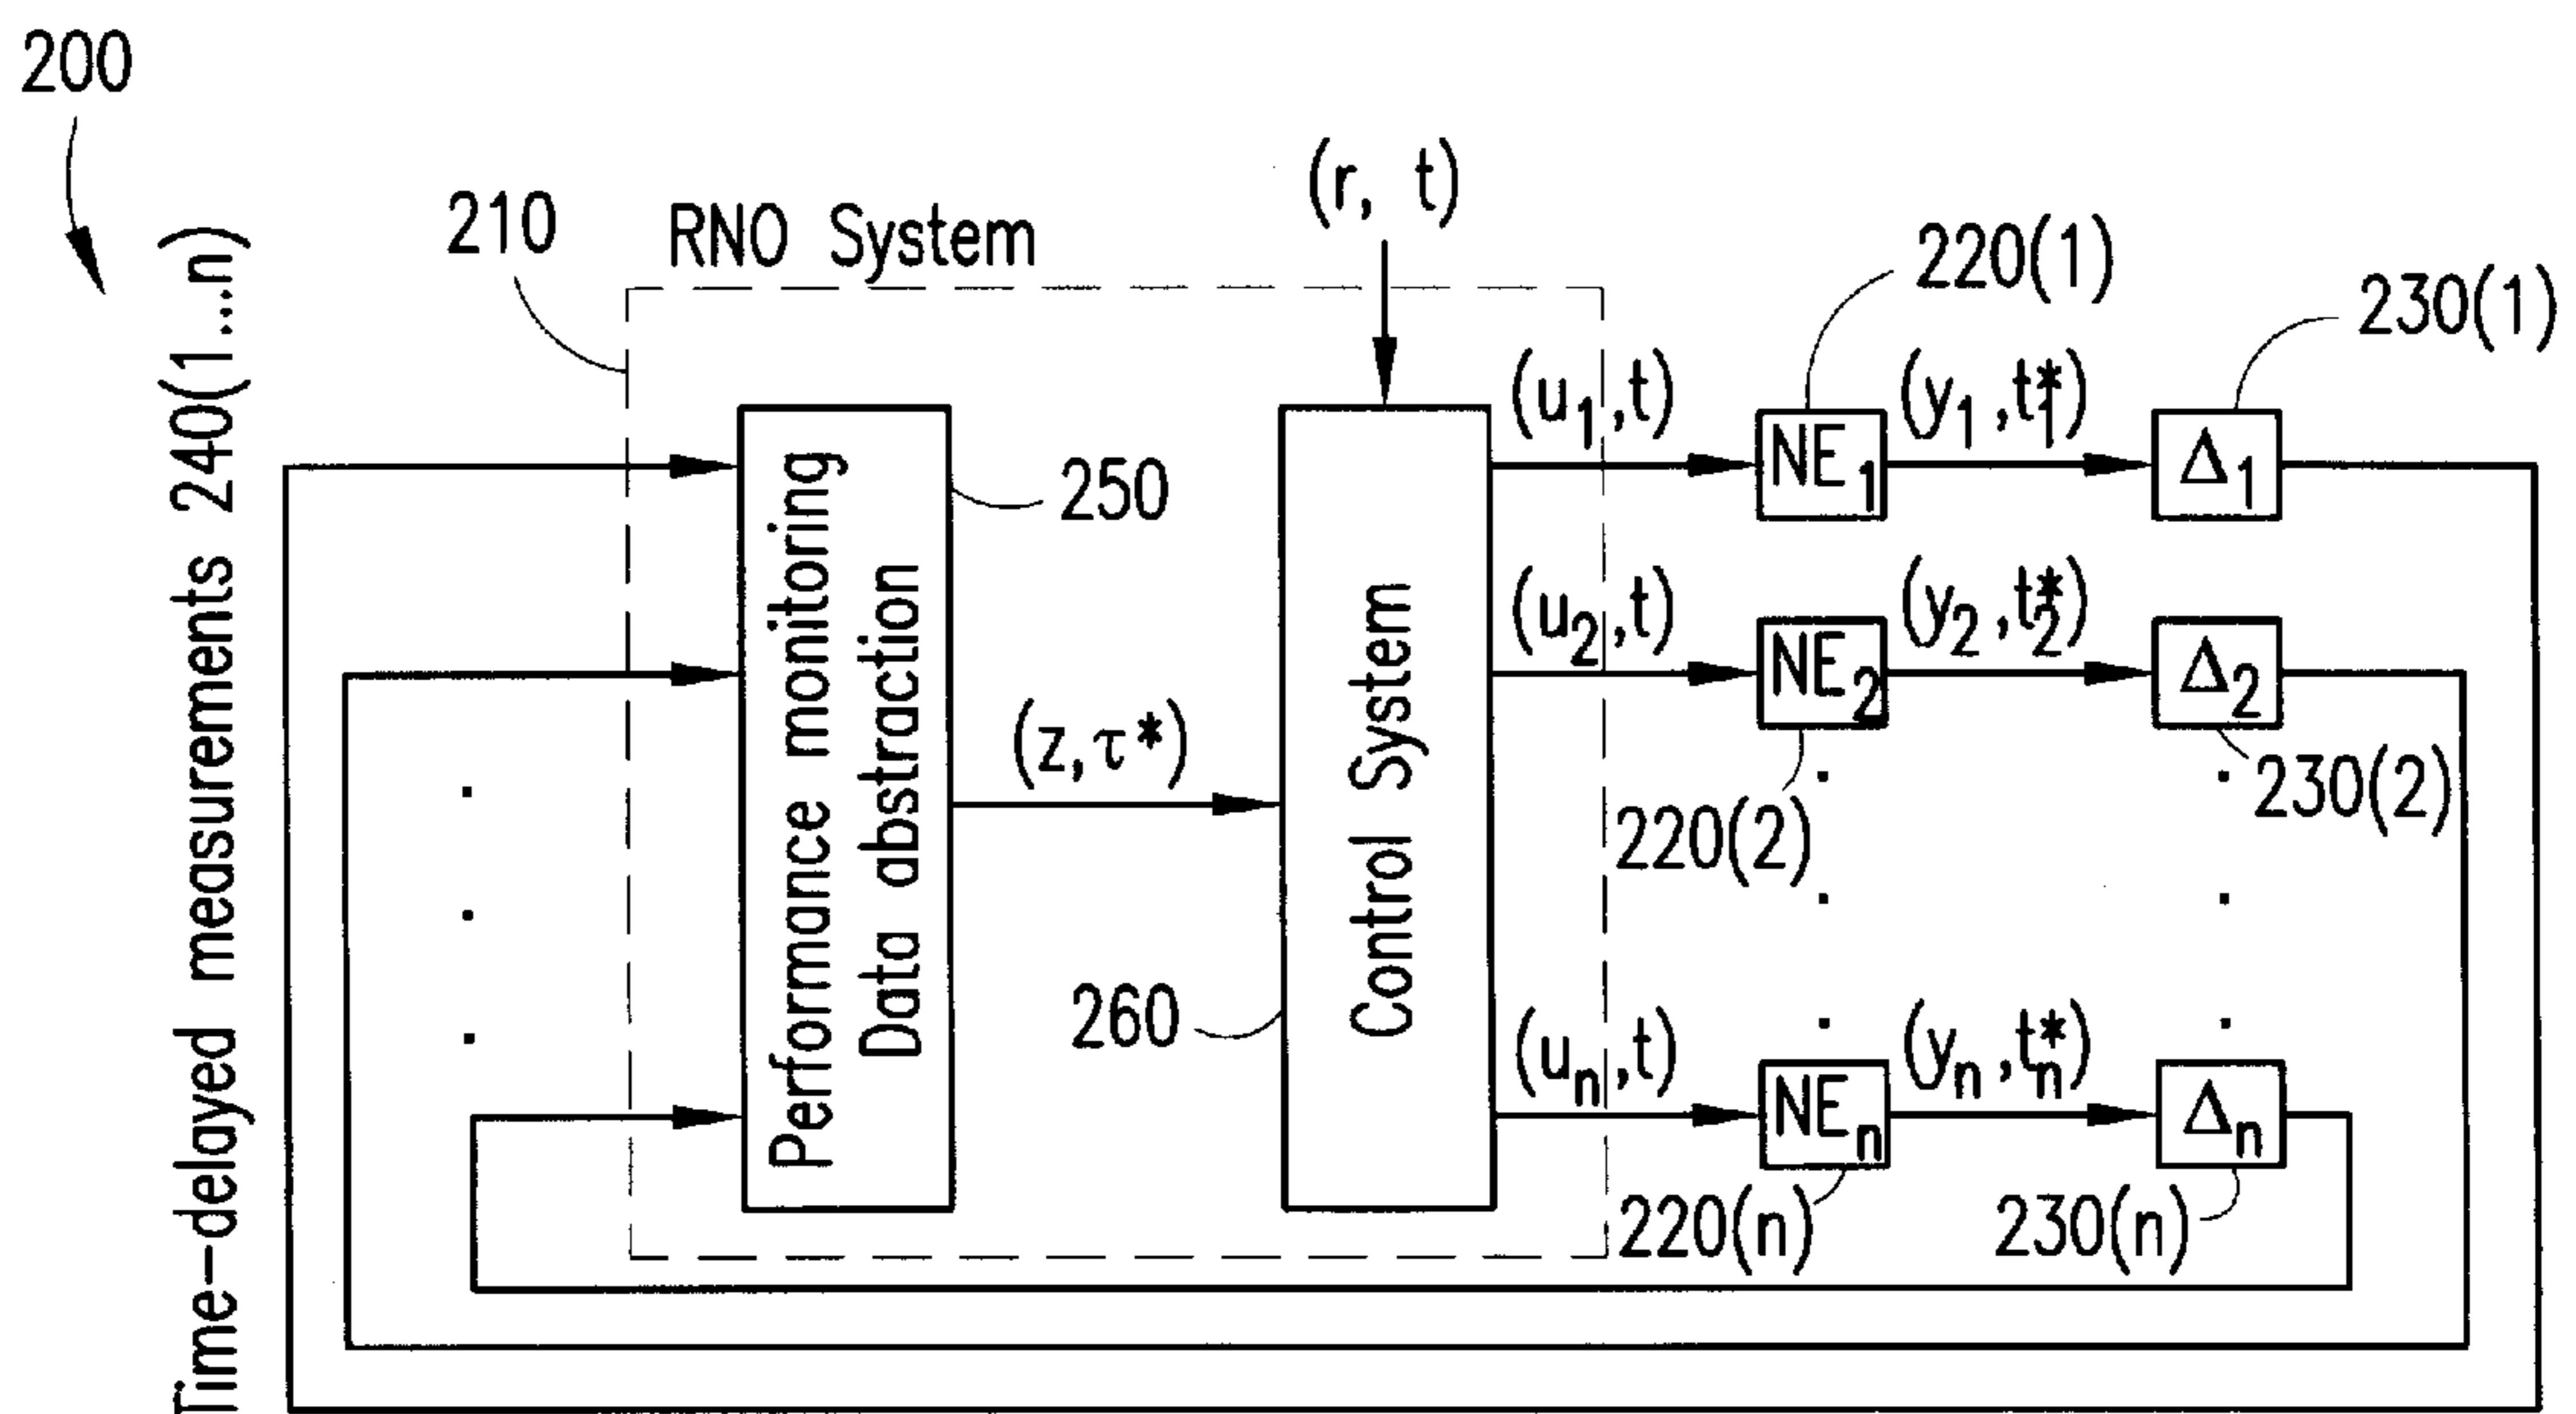 200
Time-delayed measurements 240(1...n)
210
RNO System
(r, t)
220(1)
230(1)
(u1,t)
(y1,t1*)
NE1
Δ1
250
Performance monitoring
Data abstraction
(z,τ*)
Control System
260
(u2,t)
(y2,t2*)
NE2
Δ2
220(2)
230(2)
(un,t)
(yn,tn*)
NEn
Δn
220(n)
230(n)